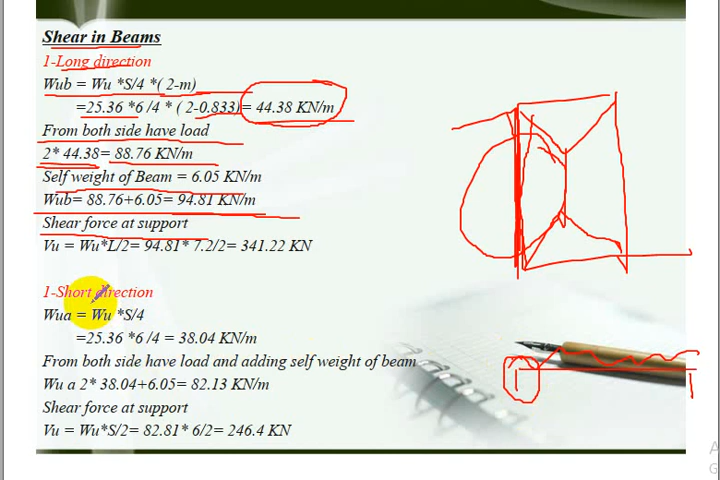 Shear in Beams
1-Long direction
Wub = Wu *S/4 *( 2-m)
=25.36 *6 /4 * ( 2-0.833)= 44.38 KN/m
From both side have load
2* 44.38= 88.76 KN/m
Self weight of Beam = 6.05 KN/m
Wub= 88.76+6.05= 94.81 KN/m
Shear force at support
Vu = Wu*L/2= 94.81* 7.2/2= 341.22 KN
1-Short direction
Wua = Wu *S/4
=25.36 *6 /4 = 38.04 KN/m
From both side have load and adding self weight of beam
Wu a 2* 38.04+6.05= 82.13 KN/m
Shear force at support
Vu = Wu*S/2= 82.81* 6/2= 246.4 KN